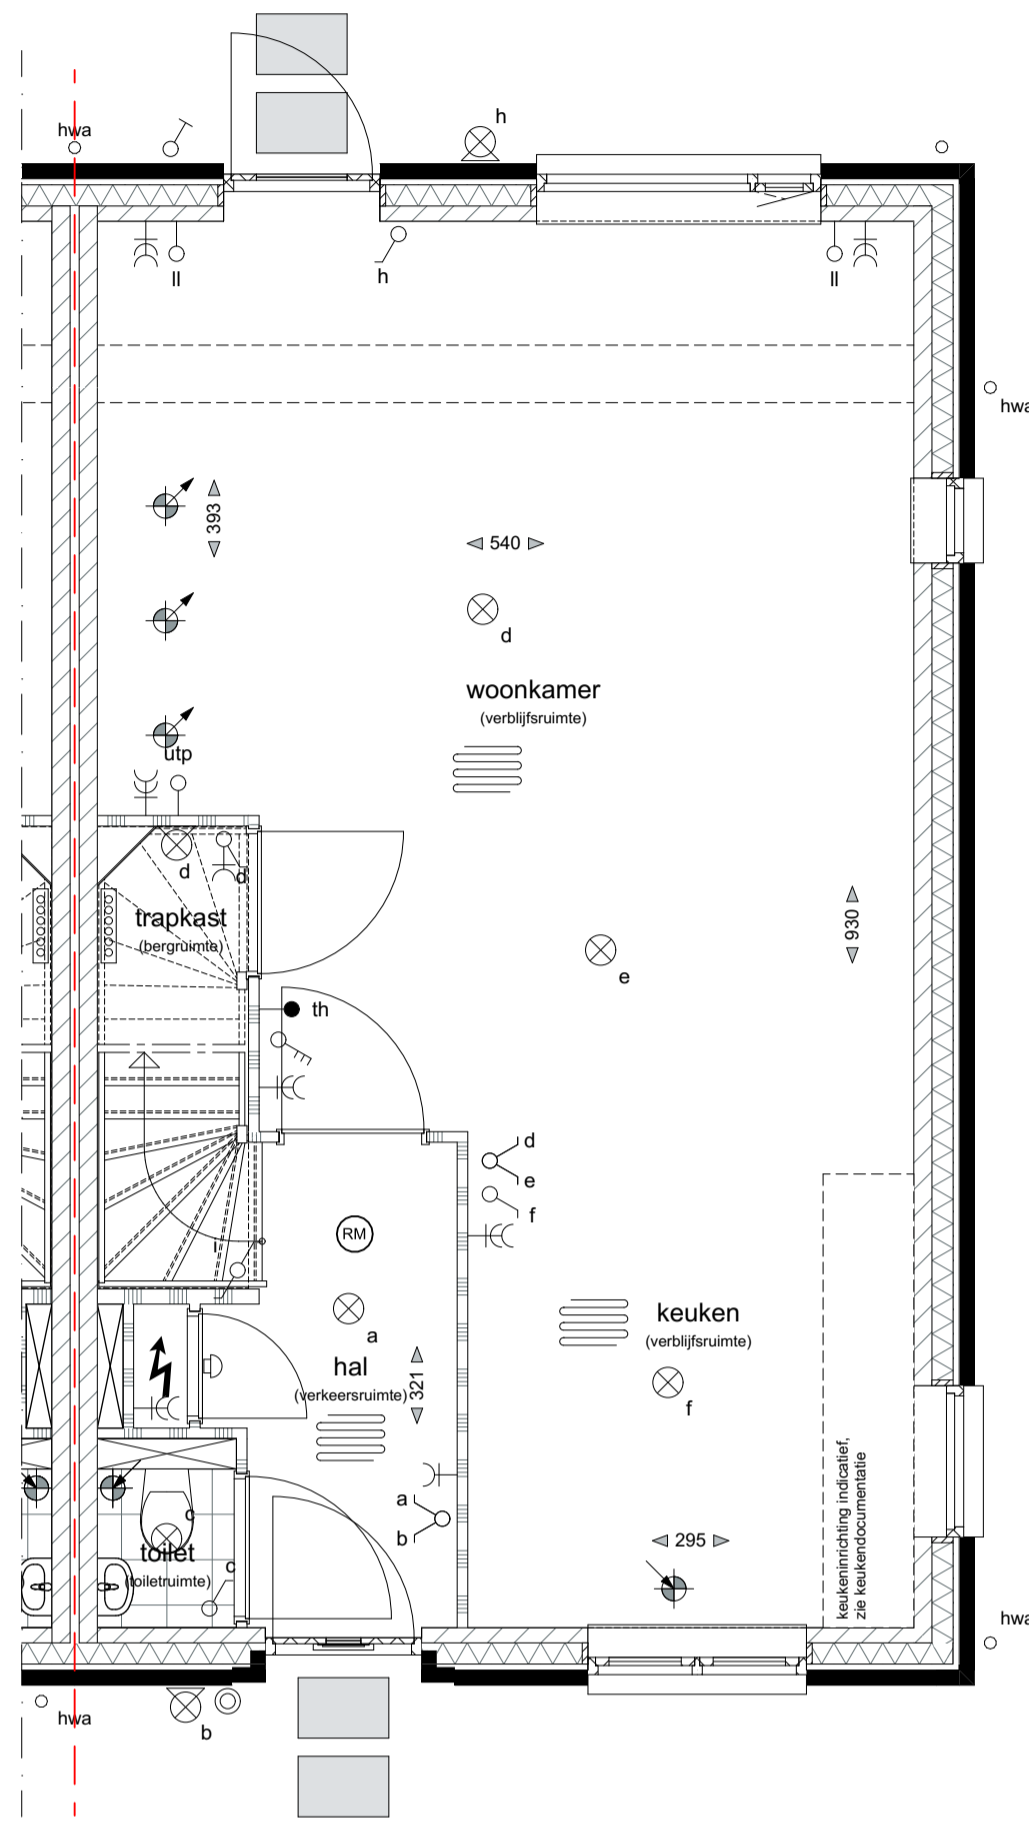 h
hwa
ll
h
ll
hwa
393
540
d
woonkamer
(verblijfsruimte)
utp
d
d
trapkast
(bergruimte)
930
e
th
d
e
f
i
RM
a
keuken
(verblijfsruimte)
hal
(verkeersruimte)
321
f
keukeninrichting indicatief,
zie keukendocumentatie
a
b
c
toilet
(toiletruimte)
c
295
hwa
hwa
b